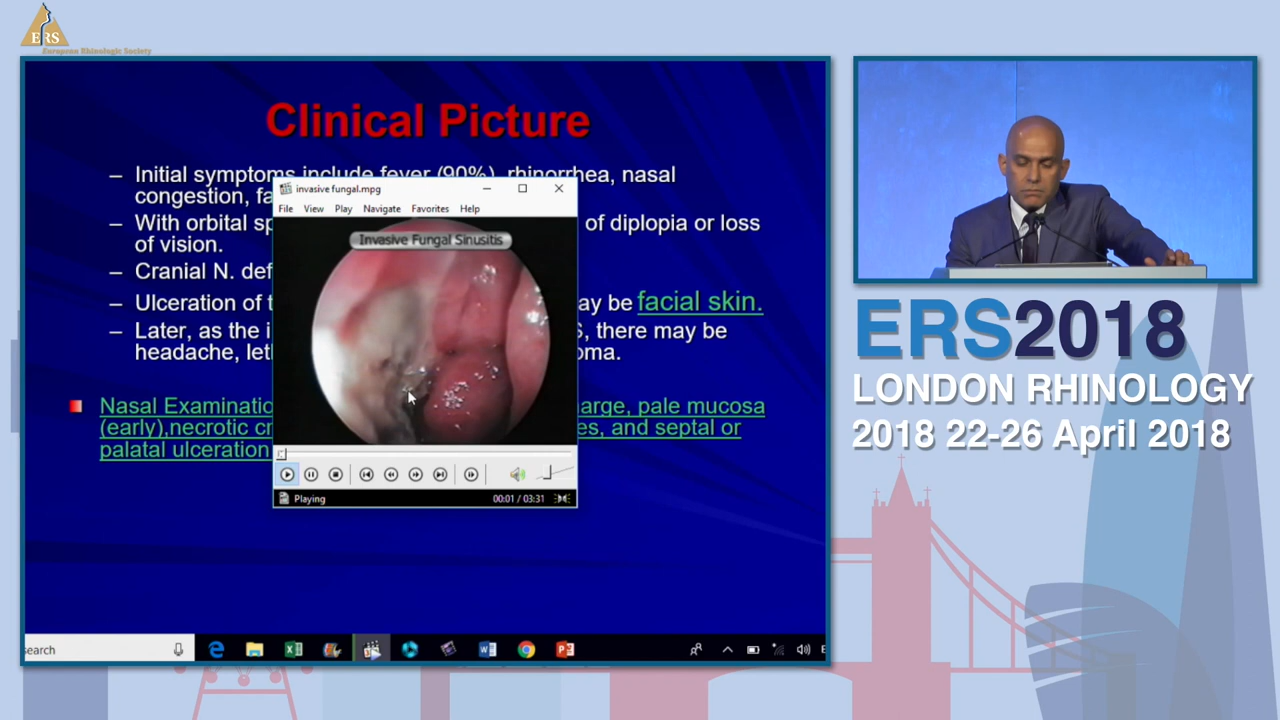 ERS
European Rhinologic Society
Clinical Picture
– Initial symptoms include fever (90%), rhinorrhea, nasal
congestion, fa
– With orbital sp of diplopia or loss
of vision.
– Cranial N. def
– Ulceration of t ay be facial skin.
– Later, as the i S, there may be
headache, let oma.
Nasal Examinatio arge, pale mucosa
(early),necrotic cr es, and septal or
palatal ulceration
invasive fungal.mpg
File View Play Navigate Favorites Help
Invasive Fungal Sinusitis
Playing 00:01 / 03:31
earch
ERS2018
LONDON RHINOLOGY
2018 22-26 April 2018